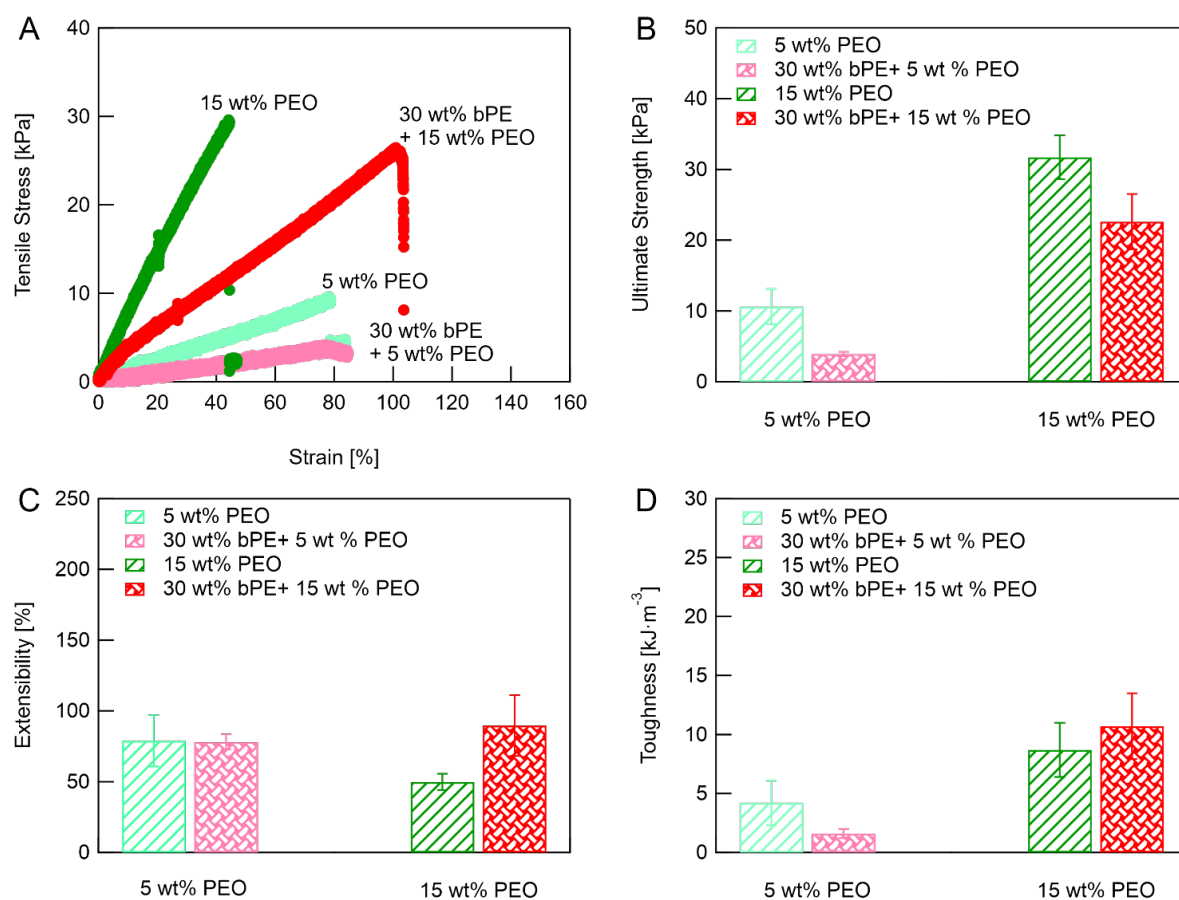 A
40
30
20
10
0
Tensile Stress [kPa]
15 wt% PEO
30 wt% bPE
+ 15 wt% PEO
5 wt% PEO
30 wt% bPE
+ 5 wt% PEO
0 20 40 60 80 100 120 140 160
Strain [%]
B
50
40
30
20
10
0
Ultimate Strength [kPa]
5 wt% PEO
30 wt% bPE+ 5 wt % PEO
15 wt% PEO
30 wt% bPE+ 15 wt % PEO
5 wt% PEO 15 wt% PEO
C
250
200
150
100
50
0
Extensibility [%]
5 wt% PEO
30 wt% bPE+ 5 wt % PEO
15 wt% PEO
30 wt% bPE+ 15 wt % PEO
5 wt% PEO 15 wt% PEO
D
30
25
20
15
10
5
0
Toughness [kJ·m⁻³]
5 wt% PEO
30 wt% bPE+ 5 wt % PEO
15 wt% PEO
30 wt% bPE+ 15 wt % PEO
5 wt% PEO 15 wt% PEO